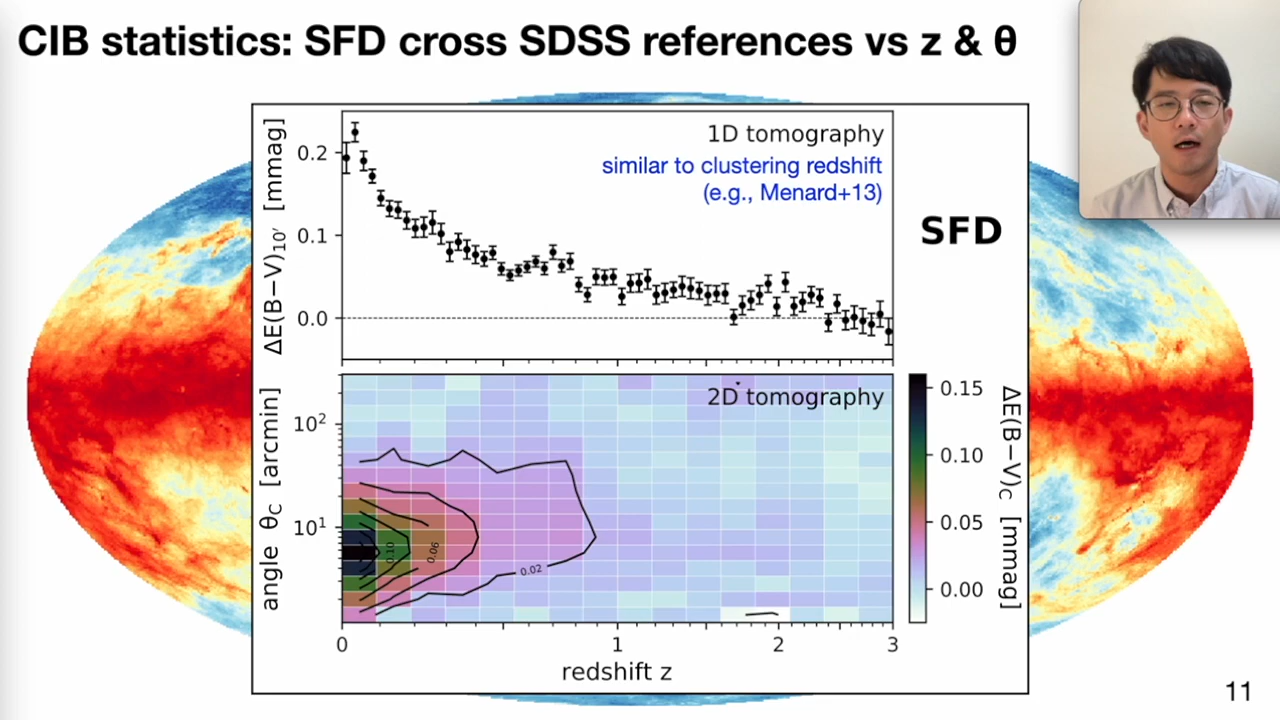 CIB statistics: SFD cross SDSS references vs z & θ
1D tomography
similar to clustering redshift
(e.g., Menard+13)
SFD
ΔE(B−V)10′ [mmag]
0.2
0.1
0.0
2D tomography
angle θC [arcmin]
10²
10¹
0.10
0.06
0.02
0.15
0.10
0.05
0.00
ΔE(B−V)C [mmag]
0
1
2
3
redshift z
11